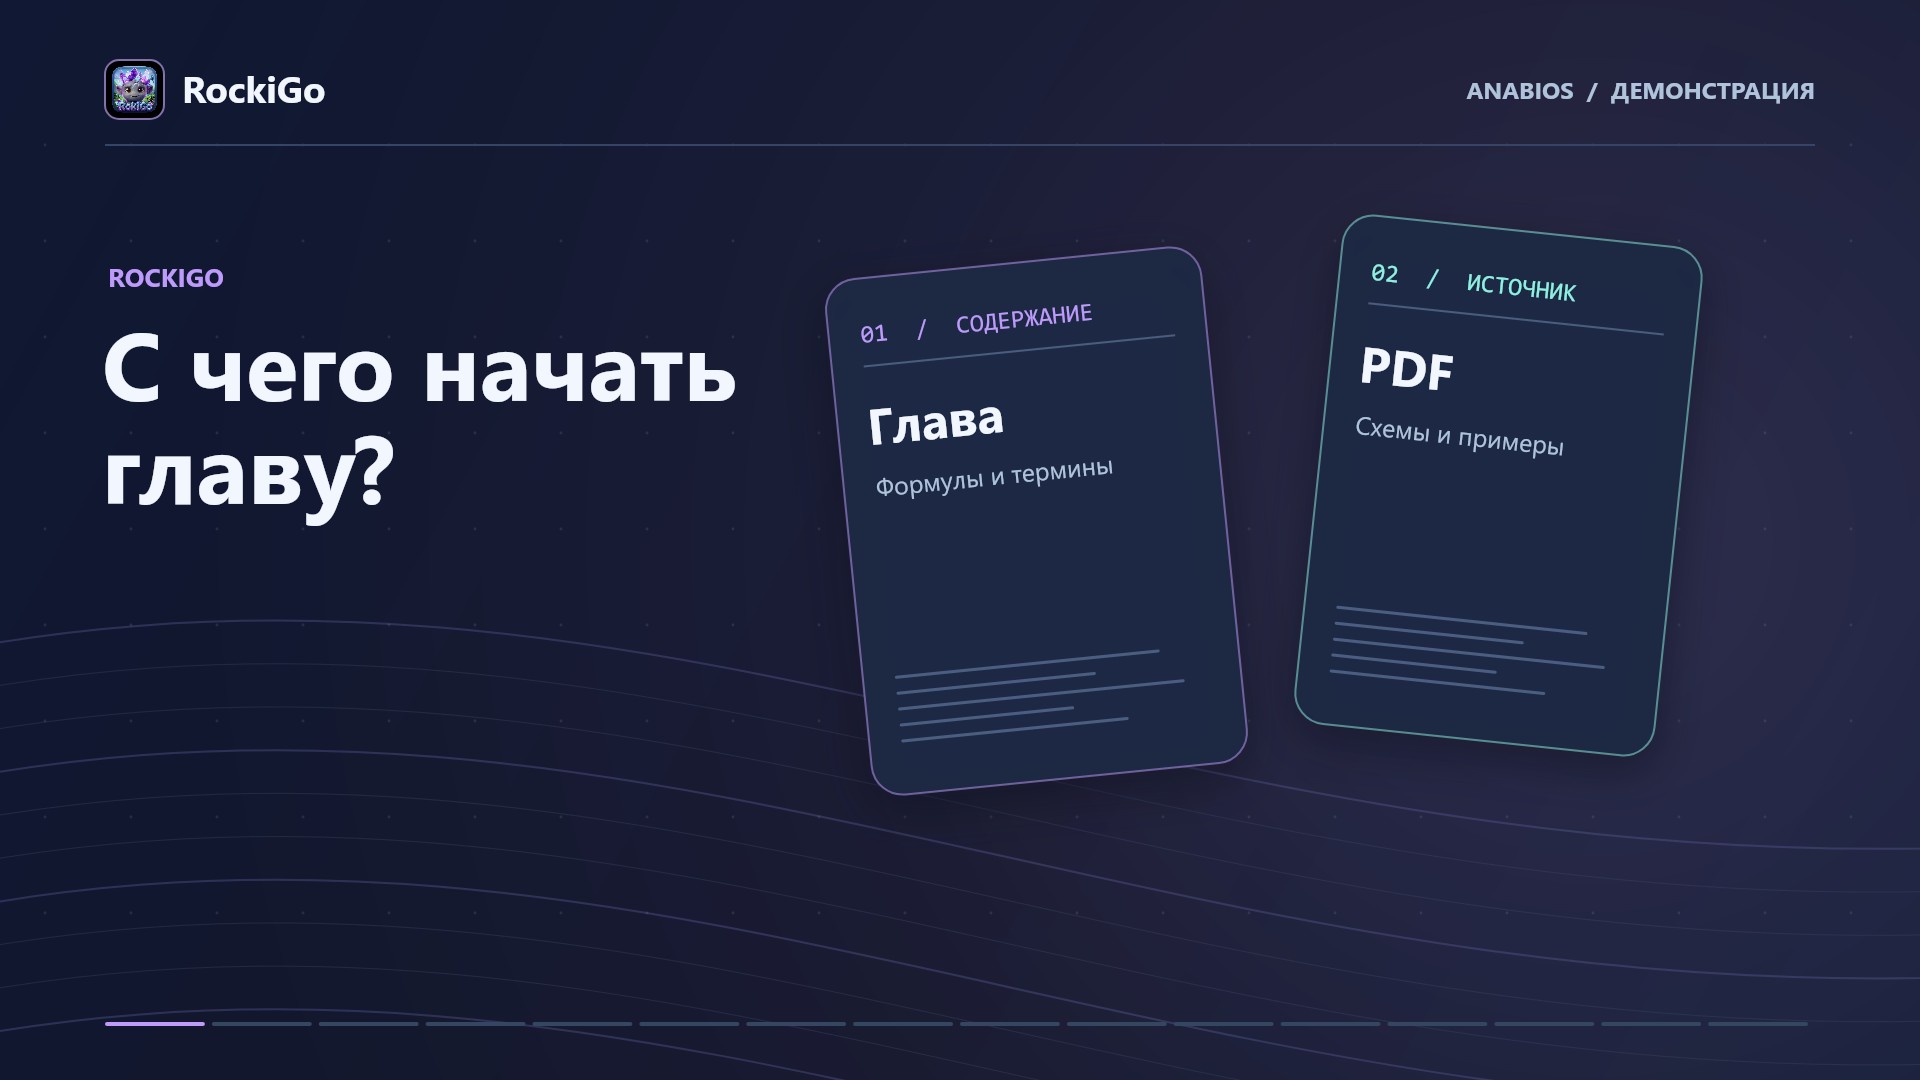 RockiGo
ANABIOS / ДЕМОНСТРАЦИЯ
ROCKIGO
С чего начать
главу?
01 / СОДЕРЖАНИЕ
Глава
Формулы и термины
02 / ИСТОЧНИК
PDF
Схемы и примеры